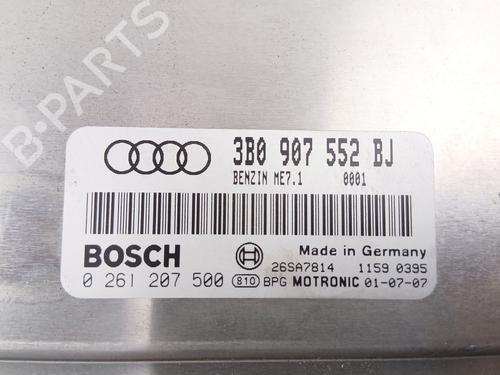 B-PARTS
3B0 907 552 BJ
BENZIN ME7.1 0001
BOSCH
Made in Germany
26SA7814 1159 0395
0 261 207 500 810 BPG MOTRONIC 01-07-07